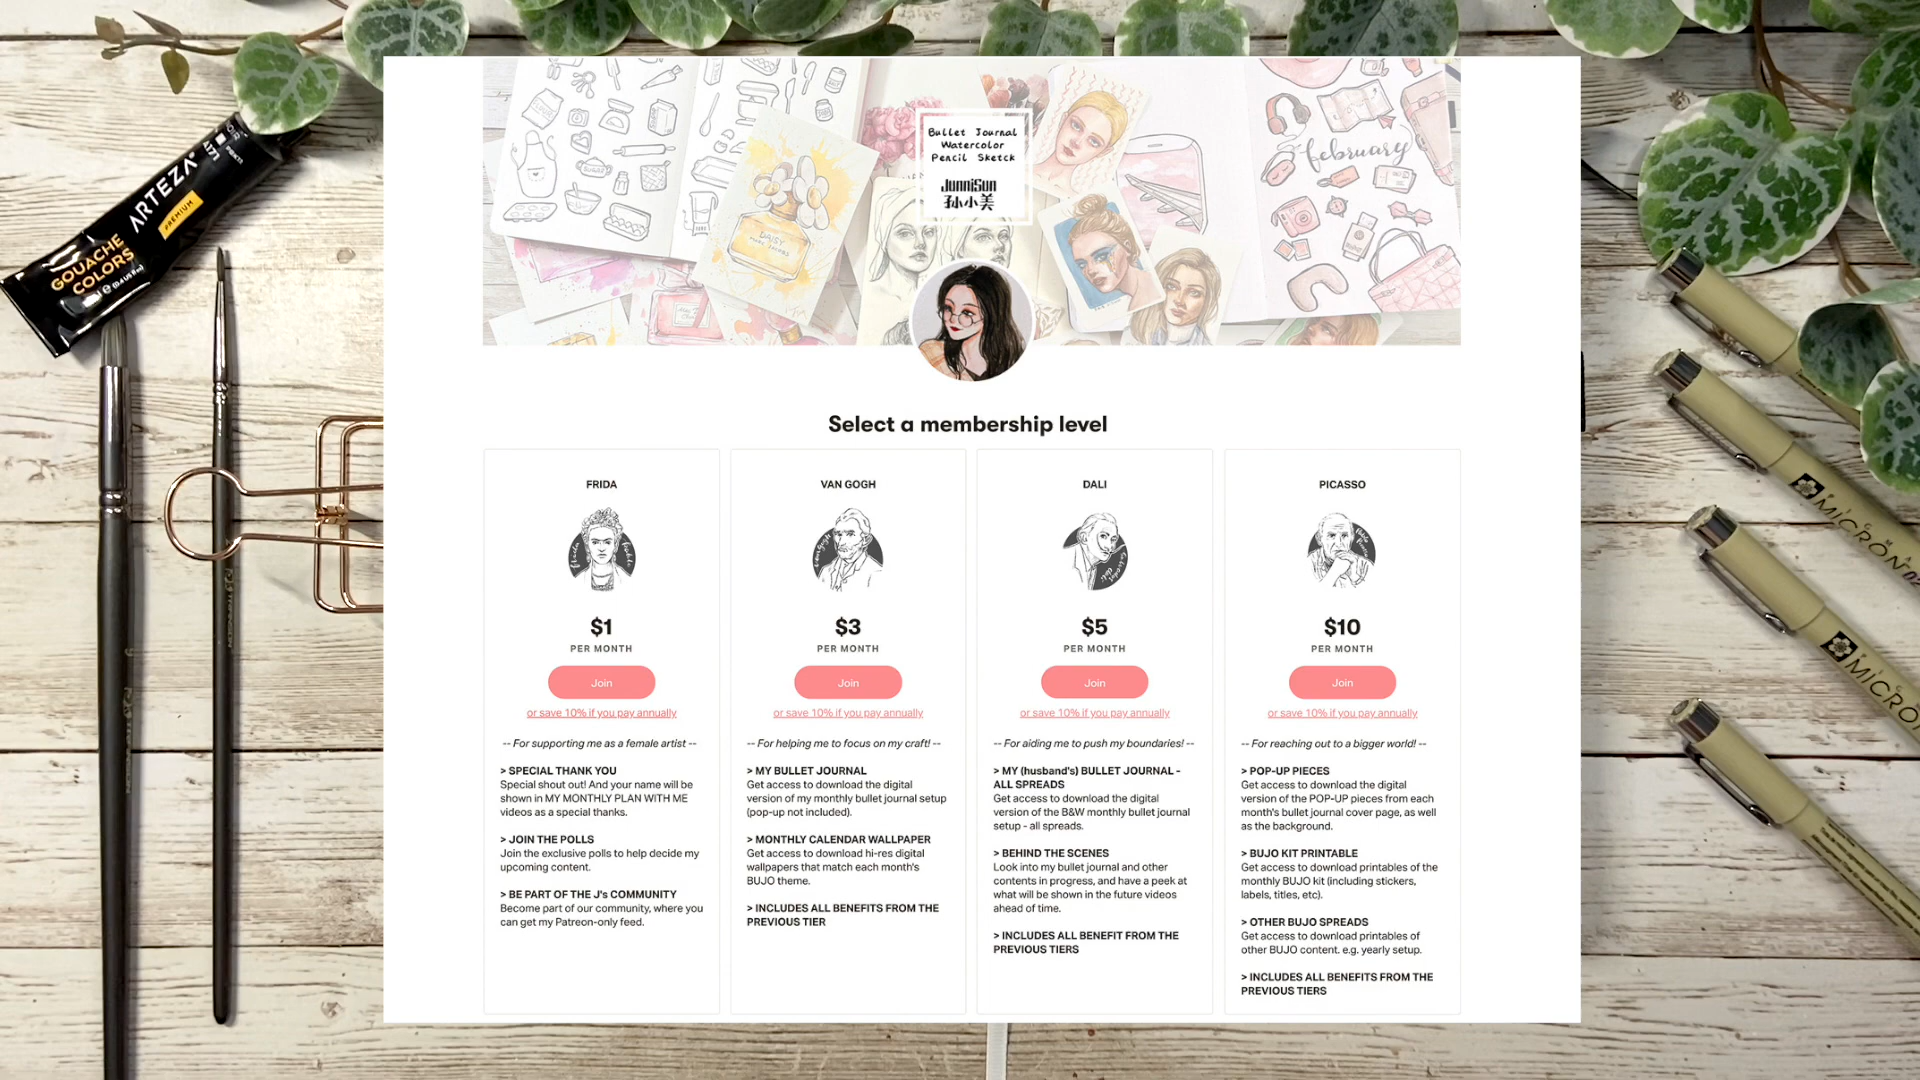 ARTEZA
PREMIUM
GOUACHE
COLORS
A171
Bullet Journal
Watercolor
Pencil Sketck
JunniSun
孙小美
DAISY
MARC JACOBS
february
Select a membership level
FRIDA
$1
PER MONTH
Join
or save 10% if you pay annually
-- For supporting me as a female artist --
> SPECIAL THANK YOU
Special shout out! And your name will be
shown in MY MONTHLY PLAN WITH ME
videos as a special thanks.
> JOIN THE POLLS
Join the exclusive polls to help decide my
upcoming content.
> BE PART OF THE J's COMMUNITY
Become part of our community, where you
can get my Patreon-only feed.
VAN GOGH
$3
PER MONTH
Join
or save 10% if you pay annually
-- For helping me to focus on my craft! --
> MY BULLET JOURNAL
Get access to download the digital
version of my monthly bullet journal setup
(pop-up not included).
> MONTHLY CALENDAR WALLPAPER
Get access to download hi-res digital
wallpapers that match each month's
BUJO theme.
> INCLUDES ALL BENEFITS FROM THE
PREVIOUS TIER
DALI
$5
PER MONTH
Join
or save 10% if you pay annually
-- For aiding me to push my boundaries! --
> MY (husband's) BULLET JOURNAL -
ALL SPREADS
Get access to download the digital
version of the B&W monthly bullet journal
setup - all spreads.
> BEHIND THE SCENES
Look into my bullet journal and other
contents in progress, and have a peek at
what will be shown in the future videos
ahead of time.
> INCLUDES ALL BENEFIT FROM THE
PREVIOUS TIERS
PICASSO
$10
PER MONTH
Join
or save 10% if you pay annually
-- For reaching out to a bigger world! --
> POP-UP PIECES
Get access to download the digital
version of the POP-UP pieces from each
month's bullet journal cover page, as well
as the background.
> BUJO KIT PRINTABLE
Get access to download printables of the
monthly BUJO kit (including stickers,
labels, titles, etc).
> OTHER BUJO SPREADS
Get access to download printables of
other BUJO content. e.g. yearly setup.
> INCLUDES ALL BENEFITS FROM THE
PREVIOUS TIERS
MICRON
MICRO